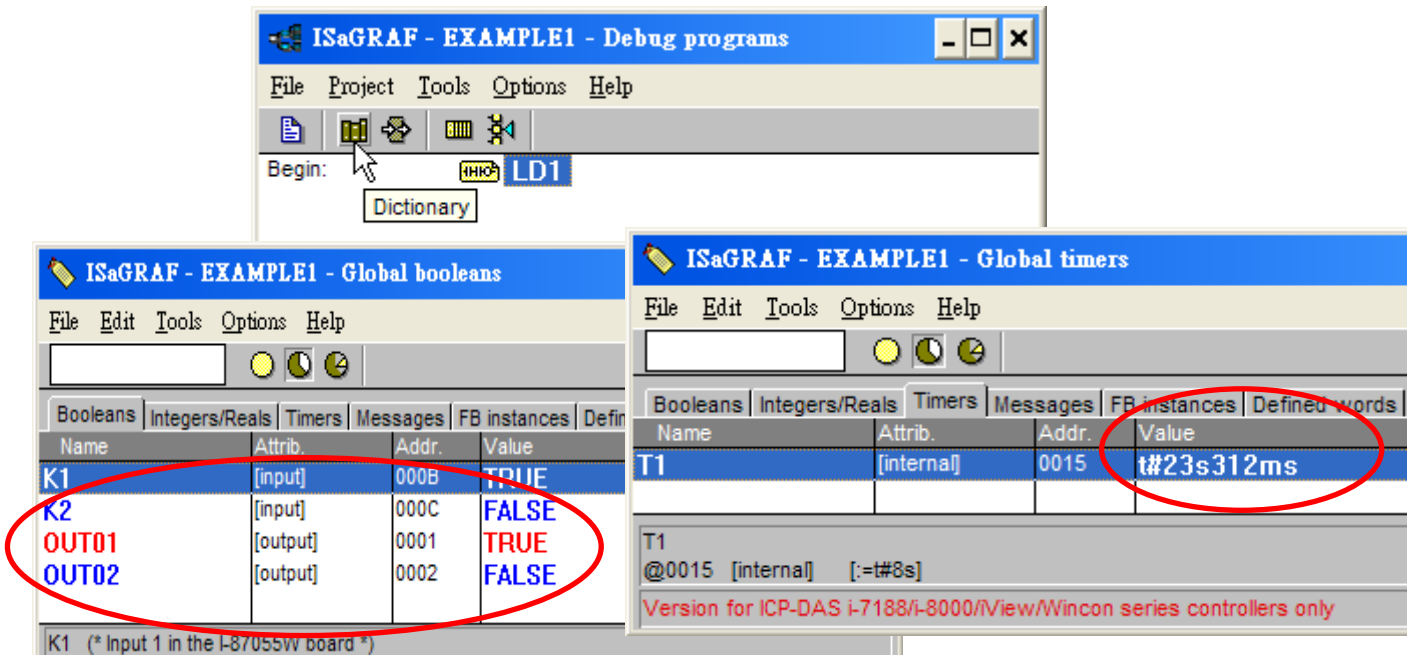 ISaGRAF - EXAMPLE1 - Debug programs
File Project Tools Options Help
Begin: LD1
Dictionary
ISaGRAF - EXAMPLE1 - Global booleans
File Edit Tools Options Help
Booleans Integers/Reals Timers Messages FB instances Defin
Name Attrib. Addr. Value
K1 [input] 000B TRUE
K2 [input] 000C FALSE
OUT01 [output] 0001 TRUE
OUT02 [output] 0002 FALSE
K1 (* Input 1 in the I-87055W board *)
ISaGRAF - EXAMPLE1 - Global timers
File Edit Tools Options Help
Booleans Integers/Reals Timers Messages FB instances Defined words
Name Attrib. Addr. Value
T1 [internal] 0015 t#23s312ms
T1
@0015 [internal] [:=t#8s]
Version for ICP-DAS i-7188/i-8000/iView/Wincon series controllers only